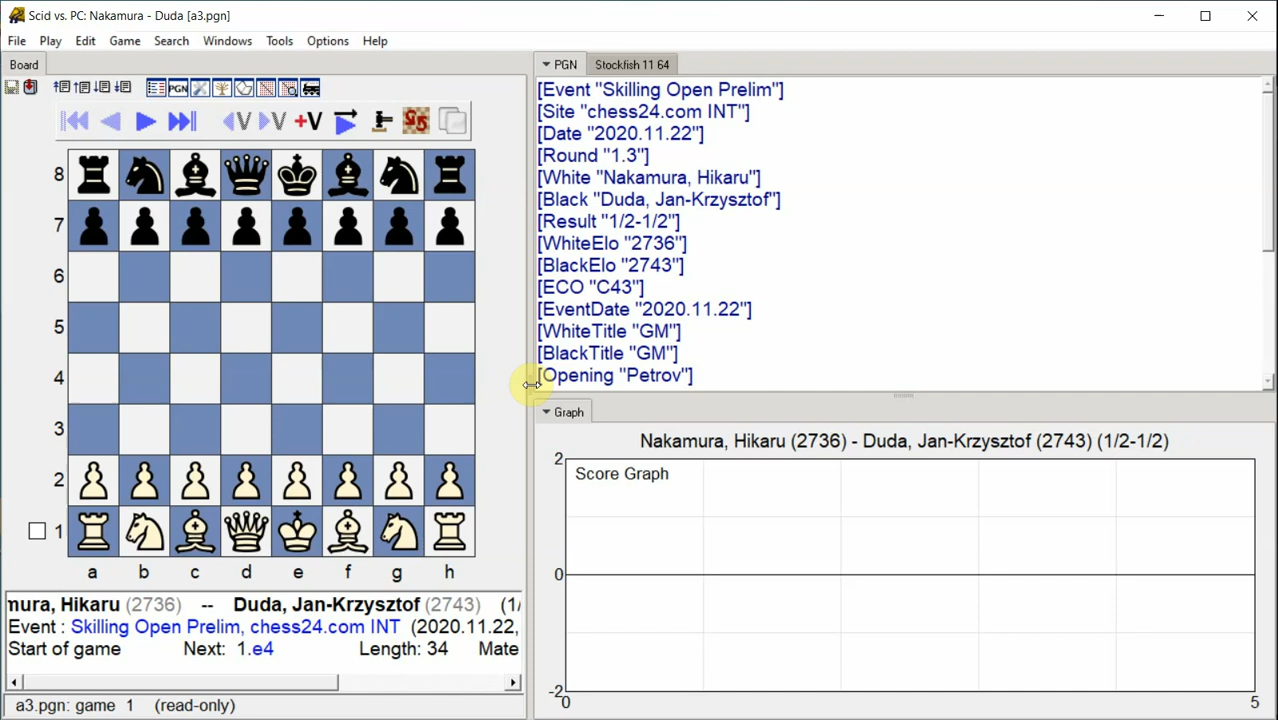 Scid vs. PC: Nakamura - Duda [a3.pgn]
File Play Edit Game Search Windows Tools Options Help
Board
PGN
V V +V
8
7
6
5
4
3
2
1
a b c d e f g h
mura, Hikaru (2736) -- Duda, Jan-Krzysztof (2743) (1/
Event : Skilling Open Prelim, chess24.com INT (2020.11.22,
Start of game Next: 1.e4 Length: 34 Mate
a3.pgn: game 1 (read-only)
PGN Stockfish 11 64
[Event "Skilling Open Prelim"]
[Site "chess24.com INT"]
[Date "2020.11.22"]
[Round "1.3"]
[White "Nakamura, Hikaru"]
[Black "Duda, Jan-Krzysztof"]
[Result "1/2-1/2"]
[WhiteElo "2736"]
[BlackElo "2743"]
[ECO "C43"]
[EventDate "2020.11.22"]
[WhiteTitle "GM"]
[BlackTitle "GM"]
[Opening "Petrov"]
Graph
Nakamura, Hikaru (2736) - Duda, Jan-Krzysztof (2743) (1/2-1/2)
2
Score Graph
0
-2
0 5